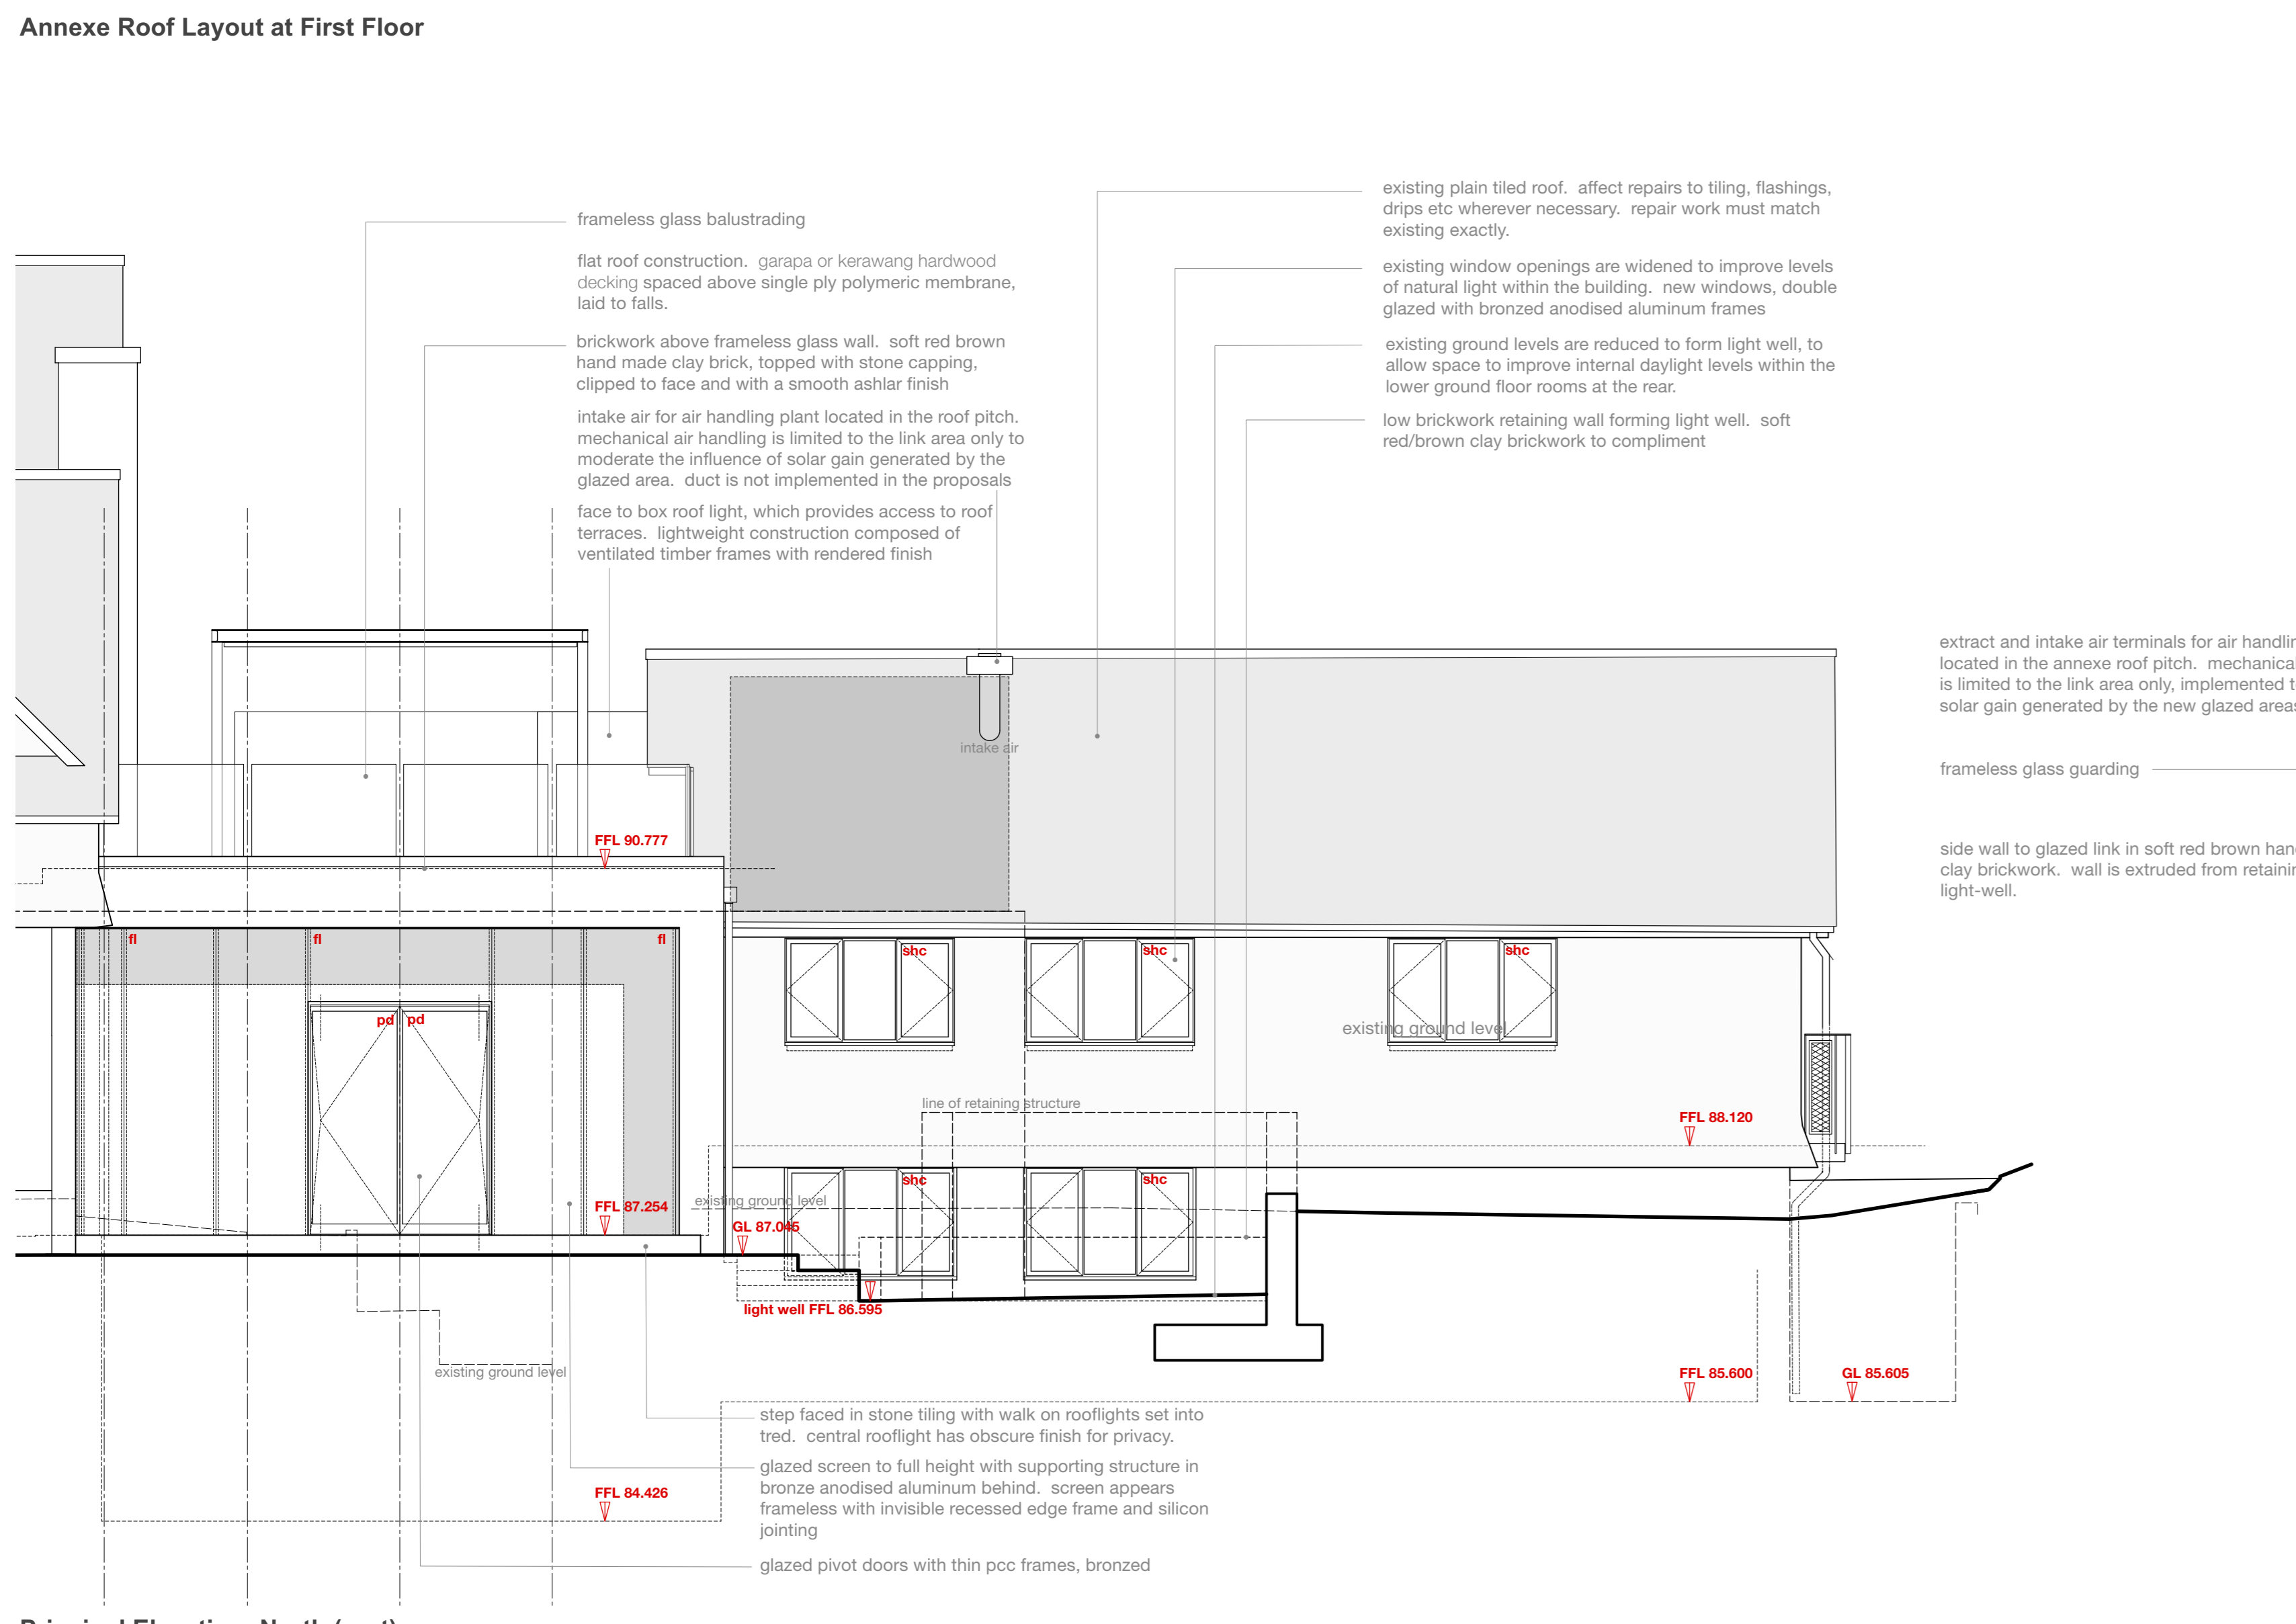 Annexe Roof Layout at First Floor
frameless glass balustrading
flat roof construction.  garapa or kerawang hardwood
decking spaced above single ply polymeric membrane,
laid to falls.
brickwork above frameless glass wall.  soft red brown
hand made clay brick, topped with stone capping,
clipped to face and with a smooth ashlar finish
intake air for air handling plant located in the roof pitch.
mechanical air handling is limited to the link area only to
moderate the influence of solar gain generated by the
glazed area.  duct is not implemented in the proposals
face to box roof light, which provides access to roof
terraces.  lightweight construction composed of
ventilated timber frames with rendered finish
existing plain tiled roof.  affect repairs to tiling, flashings,
drips etc wherever necessary.  repair work must match
existing exactly.
existing window openings are widened to improve levels
of natural light within the building.  new windows, double
glazed with bronzed anodised aluminum frames
existing ground levels are reduced to form light well, to
allow space to improve internal daylight levels within the
lower ground floor rooms at the rear.
low brickwork retaining wall forming light well.  soft
red/brown clay brickwork to compliment
extract and intake air terminals for air
located in the annexe roof pitch.
is limited to the link area only, implemented
solar gain generated by the new glazed
frameless glass guarding
side wall to glazed link in soft red brown
clay brickwork.  wall is extruded from
light-well.
intake air
FFL 90.777
fl
fl
fl
shc
shc
shc
pd
pd
existing ground level
line of retaining structure
FFL 88.120
shc
shc
existing ground level
FFL 87.254
GL 87.045
light well FFL 86.595
existing ground level
FFL 85.600
GL 85.605
step faced in stone tiling with walk on rooflights set into
tred.  central rooflight has obscure finish for privacy.
glazed screen to full height with supporting structure in
bronze anodised aluminum behind.  screen appears
frameless with invisible recessed edge frame and silicon
jointing
FFL 84.426
glazed pivot doors with thin pcc frames, bronzed